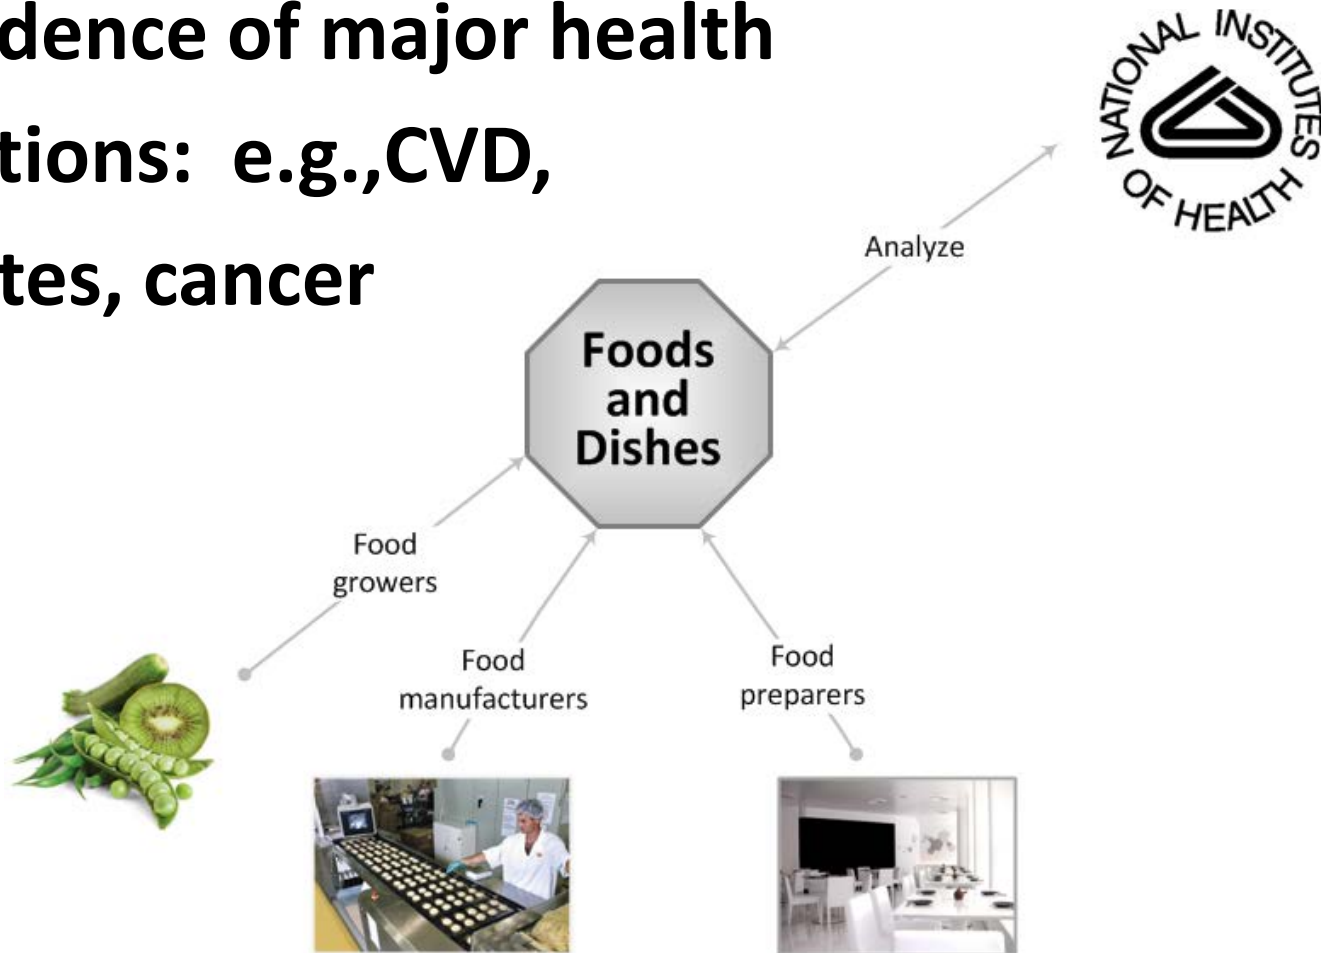 dence of major health
tions:  e.g.,CVD,
tes, cancer
NATIONAL INSTITUTES
OF HEALTH
Analyze
Foods
and
Dishes
Food
growers
Food
manufacturers
Food
preparers